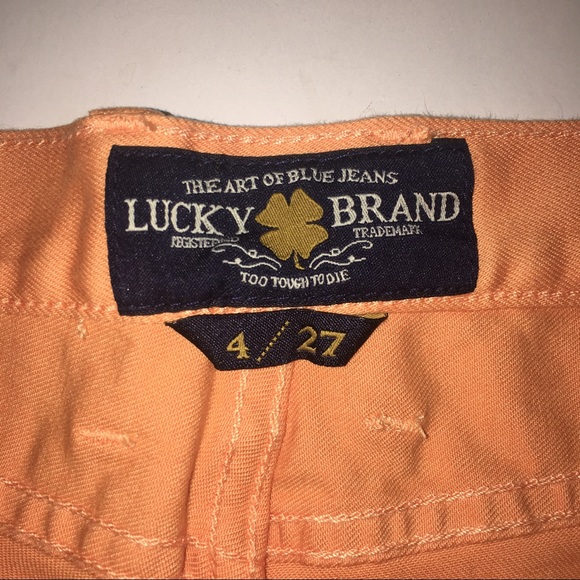 THE ART OF BLUE JEANS
LUCKY BRAND
REGISTERED TRADEMARK
TOO TOUGH TO DIE
4 27